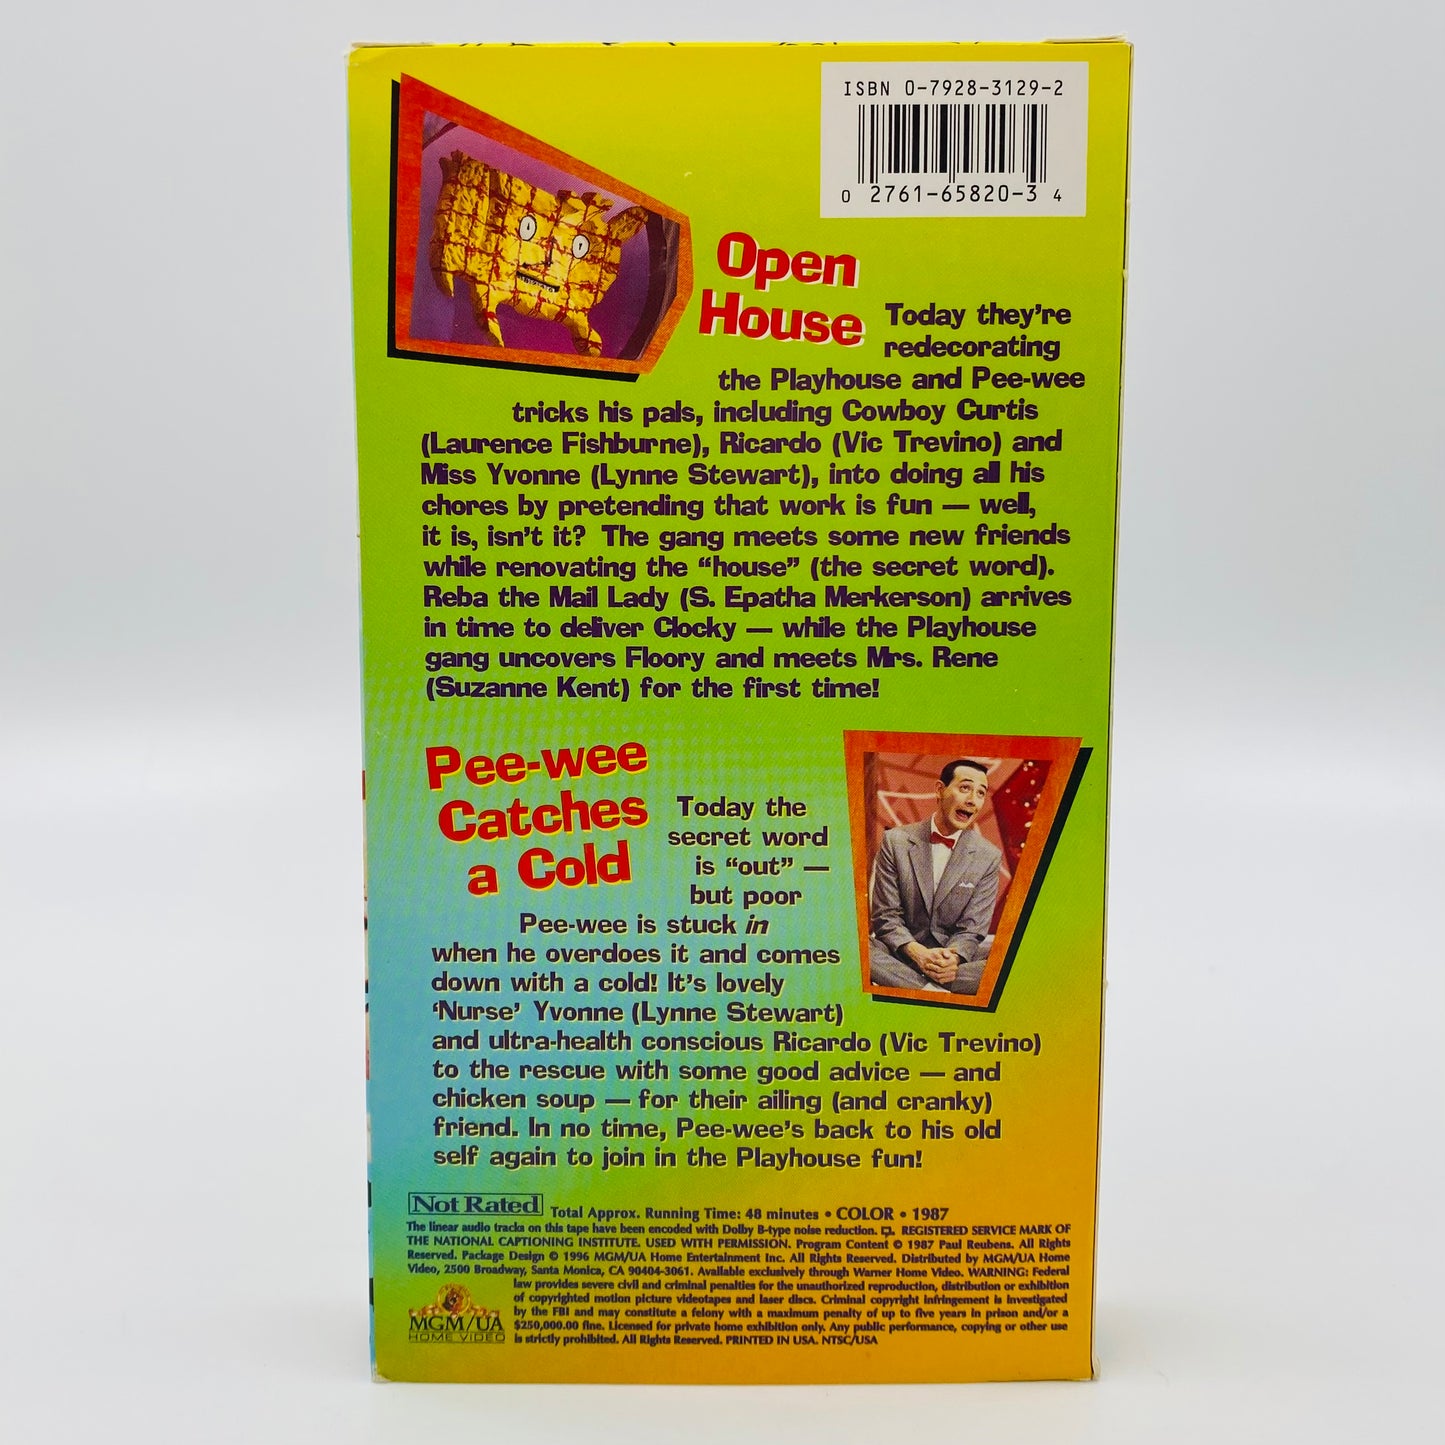 ISBN 0-7928-3129-2
0 27616-5820-3 4
Open
House
Today they're
redecorating
the Playhouse and Pee-wee
tricks his pals, including Cowboy Curtis
(Laurence Fishburne), Ricardo (Vic Trevino) and
Miss Yvonne (Lynne Stewart), into doing all his
chores by pretending that work is fun — well,
it is, isn't it? The gang meets some new friends
while renovating the "house" (the secret word).
Reba the Mail Lady (S. Epatha Merkerson) arrives
in time to deliver Clocky — while the Playhouse
gang uncovers Floory and meets Mrs. Rene
(Suzanne Kent) for the first time!
Pee-wee
Catches
a Cold
Today the
secret word
is "out" —
but poor
Pee-wee is stuck in
when he overdoes it and comes
down with a cold! It's lovely
'Nurse' Yvonne (Lynne Stewart)
and ultra-health conscious Ricardo (Vic Trevino)
to the rescue with some good advice — and
chicken soup — for their ailing (and cranky)
friend. In no time, Pee-wee's back to his old
self again to join in the Playhouse fun!
Not Rated Total Approx. Running Time: 48 minutes • COLOR • 1987
The linear audio tracks on this tape have been encoded with Dolby B-type noise reduction. REGISTERED SERVICE MARK OF
THE NATIONAL CAPTIONING INSTITUTE. USED WITH PERMISSION. Program Content © 1987 Paul Reubens. All Rights
Reserved. Package Design © 1996 MGM/UA Home Entertainment Inc. All Rights Reserved. Distributed by MGM/UA Home
Video, 2500 Broadway, Santa Monica, CA 90404-3061. Available exclusively through Warner Home Video. WARNING: Federal
law provides severe civil and criminal penalties for the unauthorized reproduction, distribution or exhibition
of copyrighted motion picture videotapes and laser discs. Criminal copyright infringement is investigated
by the FBI and may constitute a felony with a maximum penalty of up to five years in prison and/or a
$250,000.00 fine. Licensed for private home exhibition only. Any public performance, copying or other use
is strictly prohibited. All Rights Reserved. PRINTED IN USA. NTSC/USA
MGM/UA
HOME VIDEO